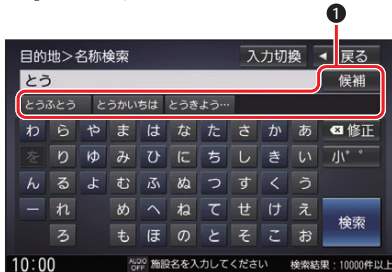 ❶
目的地＞名称検索 入力切換 ◀ 戻る
とう 候補
とうふとう とうかいちほ とうきよう…
わ ら や ま は な た さ か あ 修正
を り ゆ み ひ に ち し き い 小゛゜
ん る よ む ふ ぬ つ す く う
ー れ め へ ね て せ け え 検索
ろ も ほ の と そ こ お
10:00 AUDIO OFF 施設名を入力してください 検索結果：10000件以上